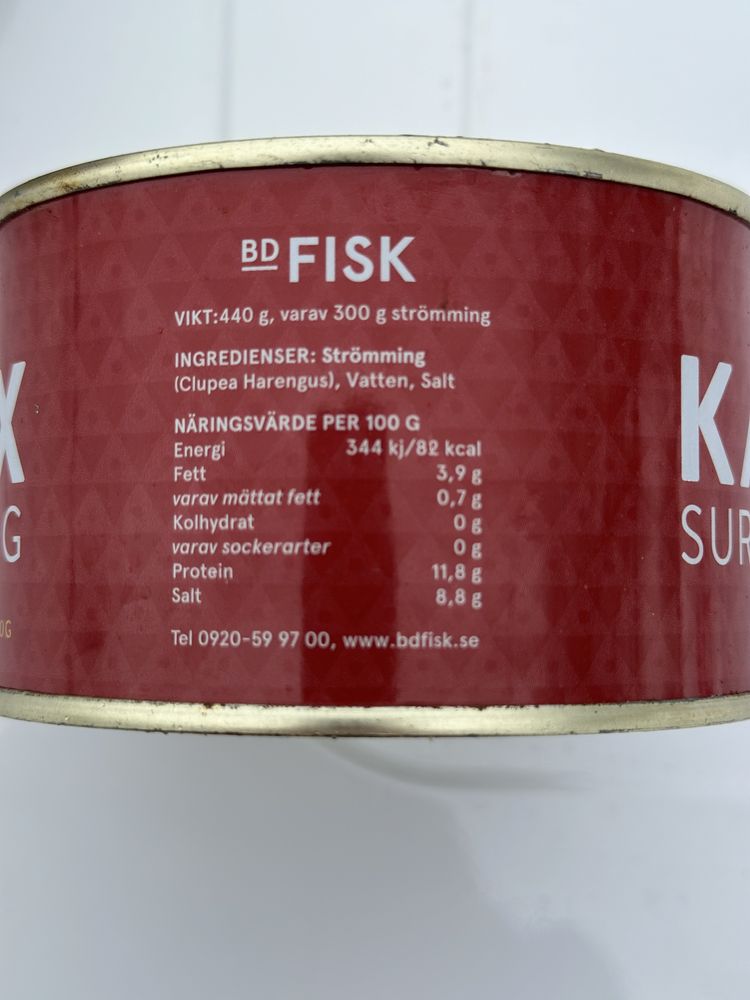 BD FISK
VIKT:440 g, varav 300 g strömming
INGREDIENSER: Strömming
(Clupea Harengus), Vatten, Salt
NÄRINGSVÄRDE PER 100 G
Energi 344 kj/82 kcal
Fett 3,9 g
varav mättat fett 0,7 g
Kolhydrat 0 g
varav sockerarter 0 g
Protein 11,8 g
Salt 8,8 g
Tel 0920-59 97 00, www.bdfisk.se
X
G
0G
KA
SUR